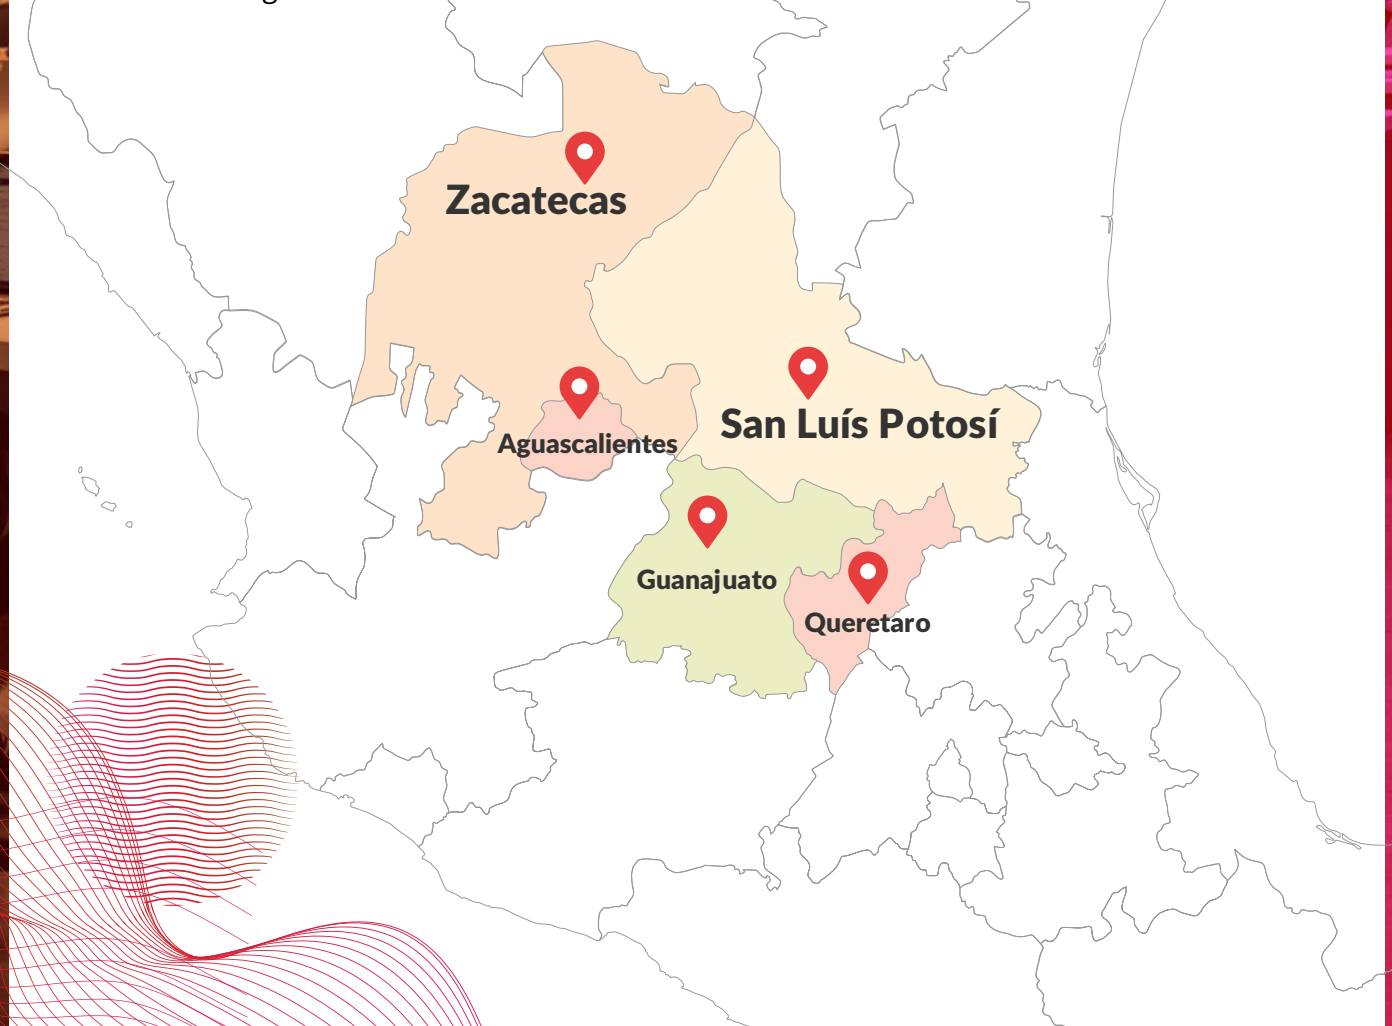 Zacatecas
San Luís Potosí
Aguascalientes
Guanajuato
Queretaro